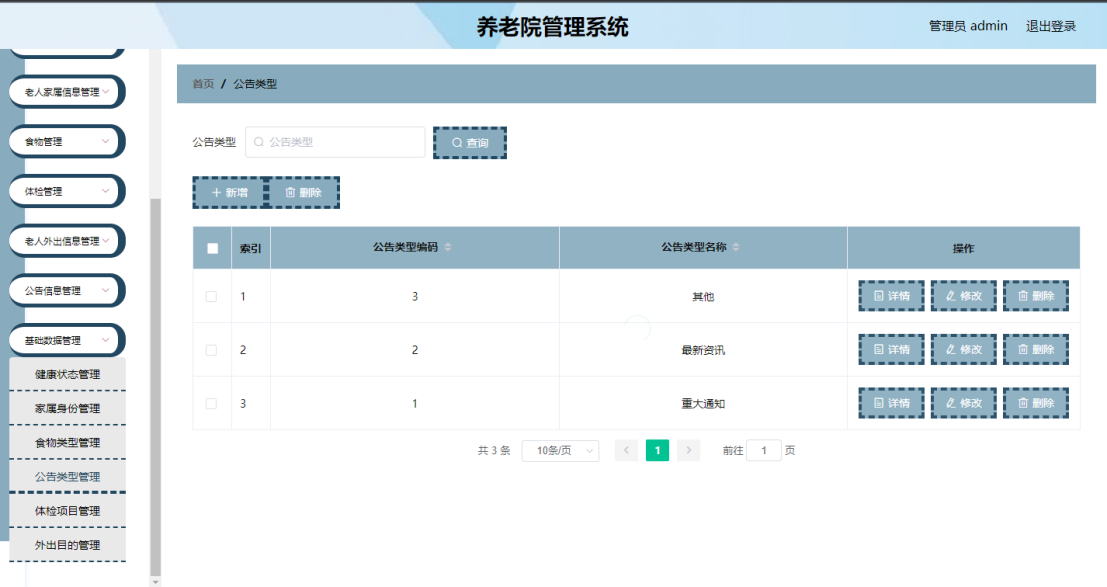 养老院管理系统
管理员 admin 退出登录
老人家属信息管理
食物管理
体检管理
老人外出信息管理
公告信息管理
基础数据管理
健康状态管理
家属身份管理
食物类型管理
公告类型管理
体检项目管理
外出目的管理
首页 / 公告类型
公告类型 公告类型 查询
新增 删除
索引 公告类型编码 公告类型名称 操作
1 3 其他 详情 修改 删除
2 2 最新资讯 详情 修改 删除
3 1 重大通知 详情 修改 删除
共 3 条 10条/页 1 前往 1 页